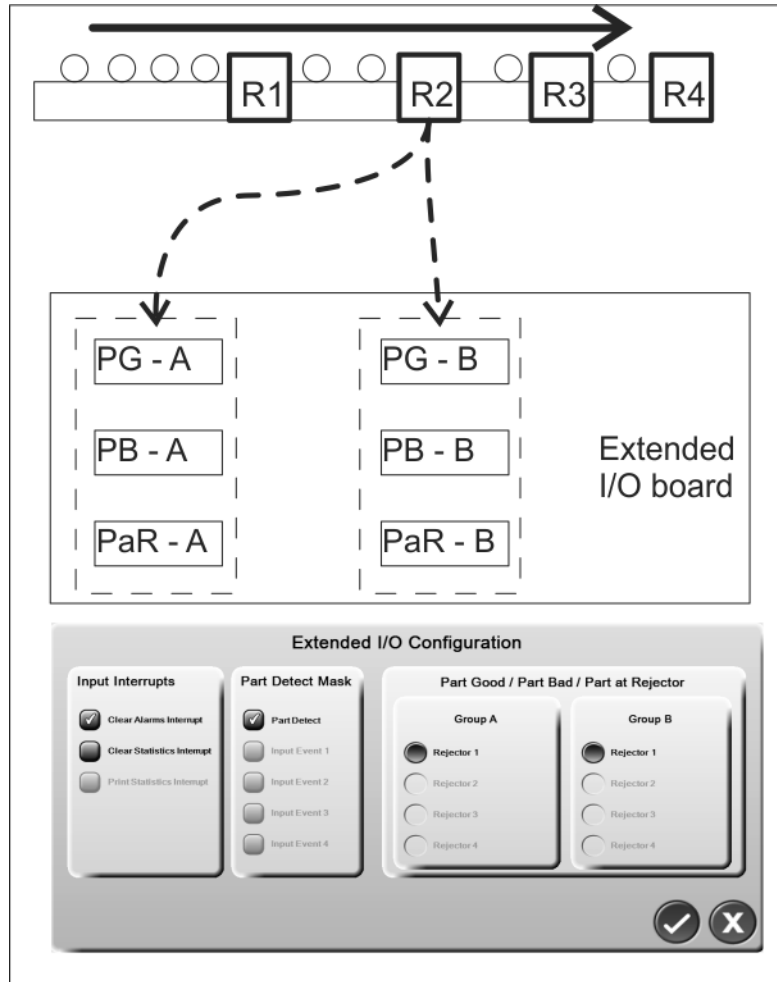 R1 R2 R3 R4
PG - A PG - B
PB - A PB - B
Extended
I/O board
PaR - A PaR - B
Extended I/O Configuration
Input Interrupts
Clear Alarms Interrupt
Clear Statistics Interrupt
Print Statistics Interrupt
Part Detect Mask
Part Detect
Input Event 1
Input Event 2
Input Event 3
Input Event 4
Part Good / Part Bad / Part at Rejector
Group A
Rejector 1
Rejector 2
Rejector 3
Rejector 4
Group B
Rejector 1
Rejector 2
Rejector 3
Rejector 4